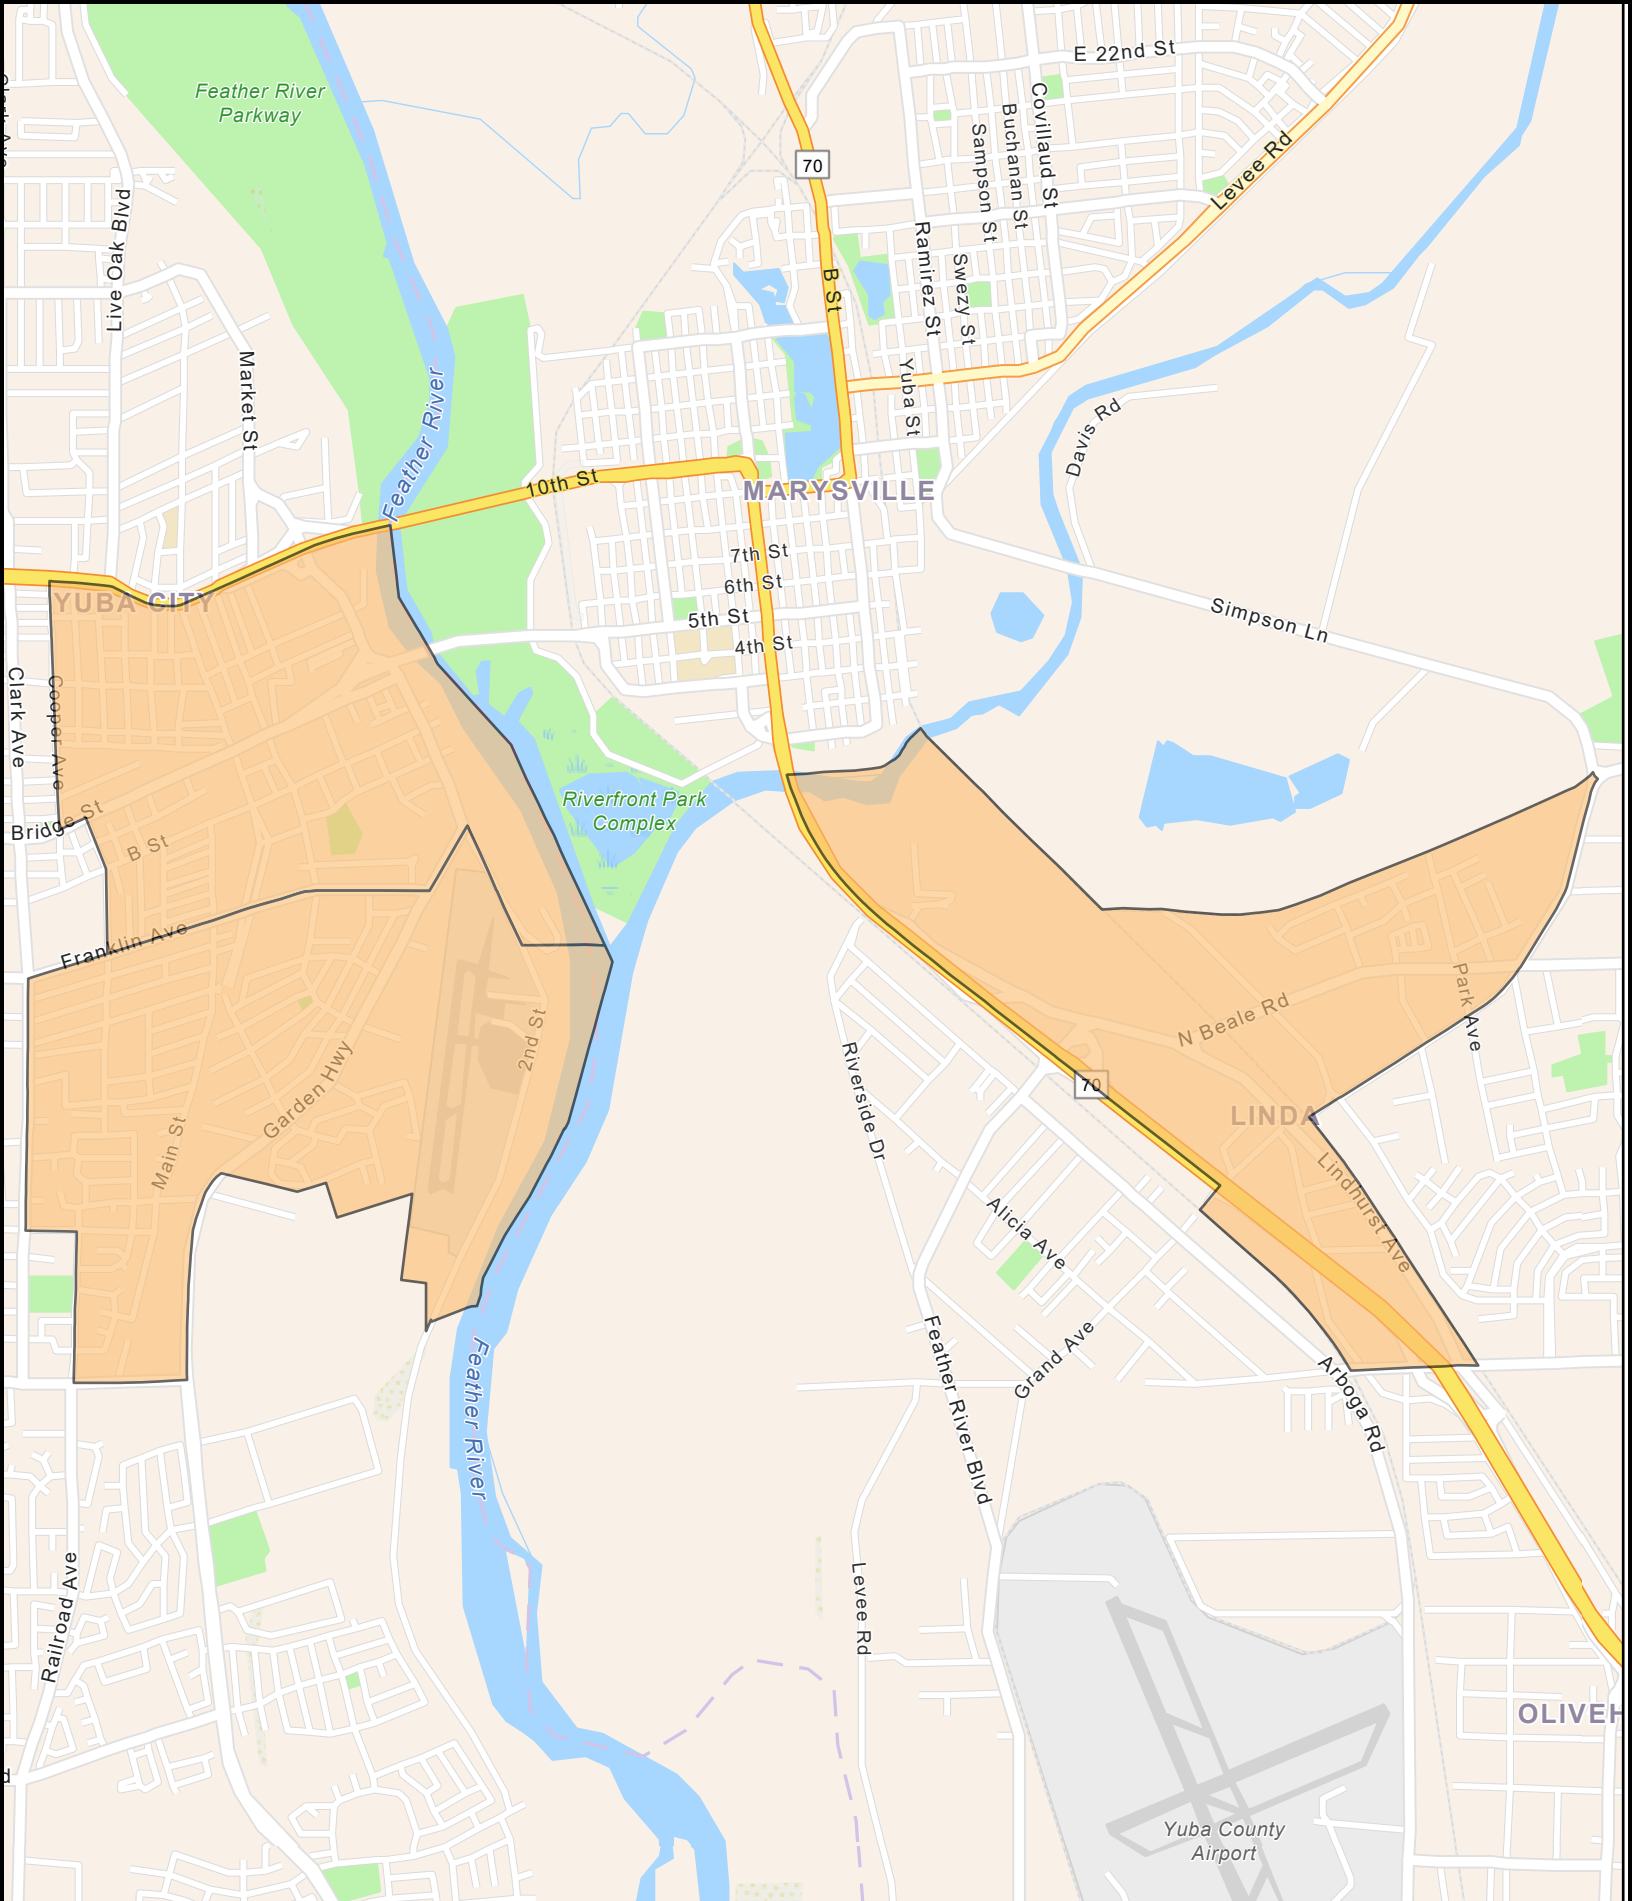 E 22nd St
Feather River
Parkway
Covillaud St
Buchanan St
Sampson St
70
Levee Rd
Live Oak Blvd
Ramirez St
B St
Swezy St
Market St
Yuba St
Feather River
Davis Rd
10th St
MARYSVILLE
7th St
6th St
YUBA CITY
5th St
4th St
Simpson Ln
Clark Ave
Cooper Ave
Riverfront Park
Complex
Bridge St
B St
Franklin Ave
Park Ave
N Beale Rd
2nd St
Garden Hwy
Riverside Dr
70
LINDA
Main St
Lindhurst Ave
Alicia Ave
Feather River
Grand Ave
Feather River Blvd
Arboga Rd
Railroad Ave
Levee Rd
OLIVEH
d
Yuba County
Airport